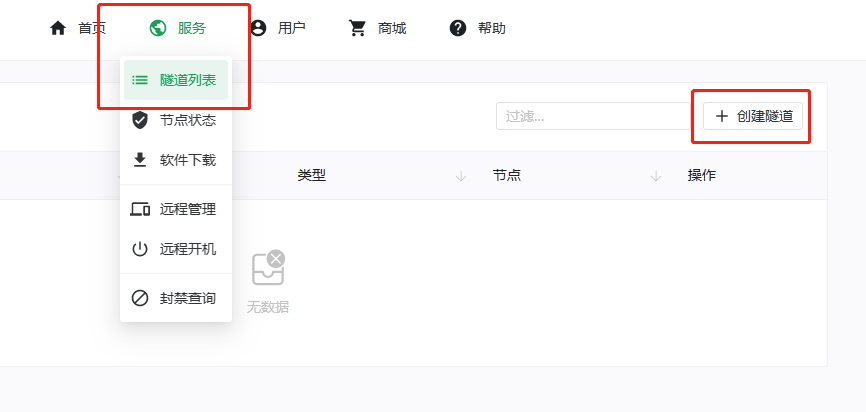 首页 服务 用户 商城 帮助
隧道列表
过滤... 创建隧道
节点状态
软件下载
类型 节点 操作
远程管理
远程开机
封禁查询
无数据